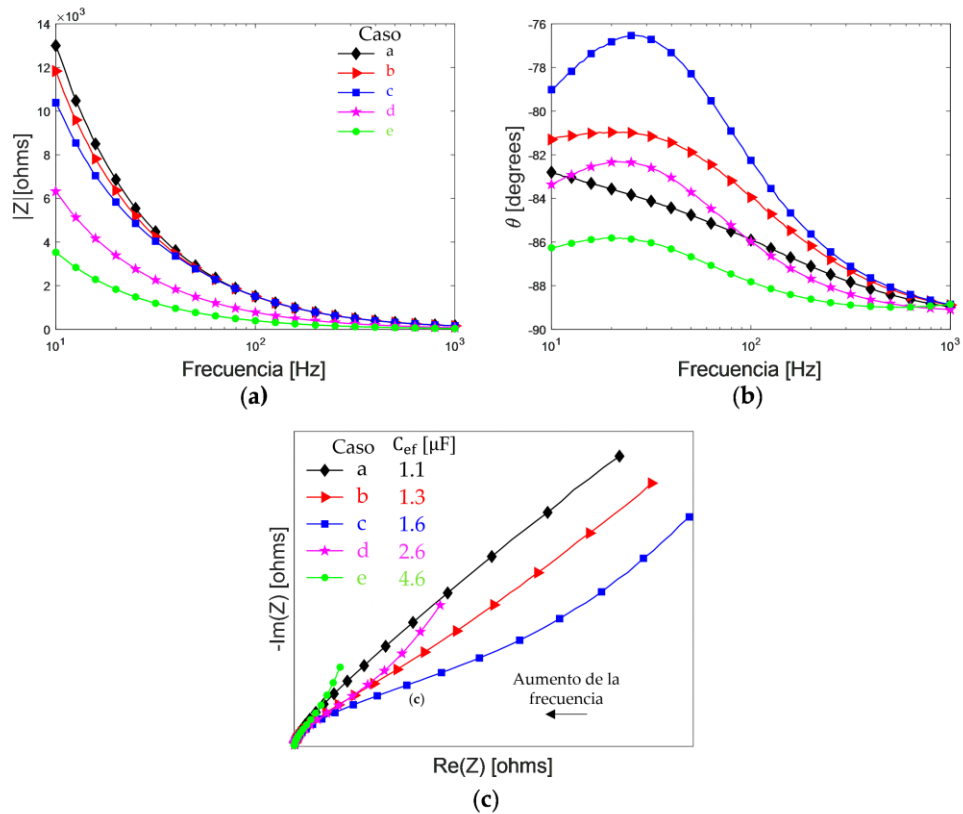 14 ×10³
12
10
8
6
4
2
0
|Z|[ohms]
10¹ 10² 10³
Frecuencia [Hz]
Caso
a
b
c
d
e
(a)
-76
-78
-80
-82
-84
-86
-88
-90
θ [degrees]
10¹ 10² 10³
Frecuencia [Hz]
(b)
Caso C_ef [μF]
a 1.1
b 1.3
c 1.6
d 2.6
e 4.6
-Im(Z) [ohms]
(c)
Aumento de la
frecuencia
Re(Z) [ohms]
(c)